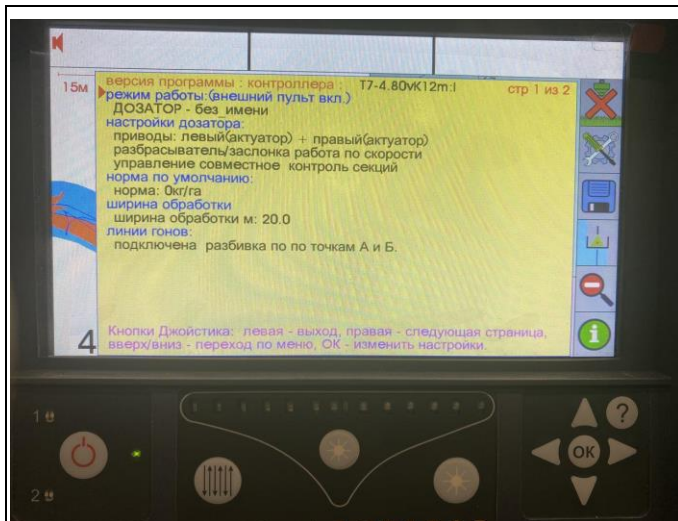 15м
версия программы : контроллера : T7-4.80vK12m:I стр 1 из 2
режим работы:(внешний пульт вкл.)
ДОЗАТОР - без_имени
настройки дозатора:
приводы: левый(актуатор) + правый(актуатор)
разбрасыватель/заслонка работа по скорости
управление совместное контроль секций
норма по умолчанию:
норма: 0кг/га
ширина обработки
ширина обработки м: 20.0
линии гонов:
подключена разбивка по по точкам А и Б.
Кнопки Джойстика: левая - выход, правая - следующая страница,
вверх/вниз - переход по меню, ОК - изменить настройки.
4
i
1
2
?
OK